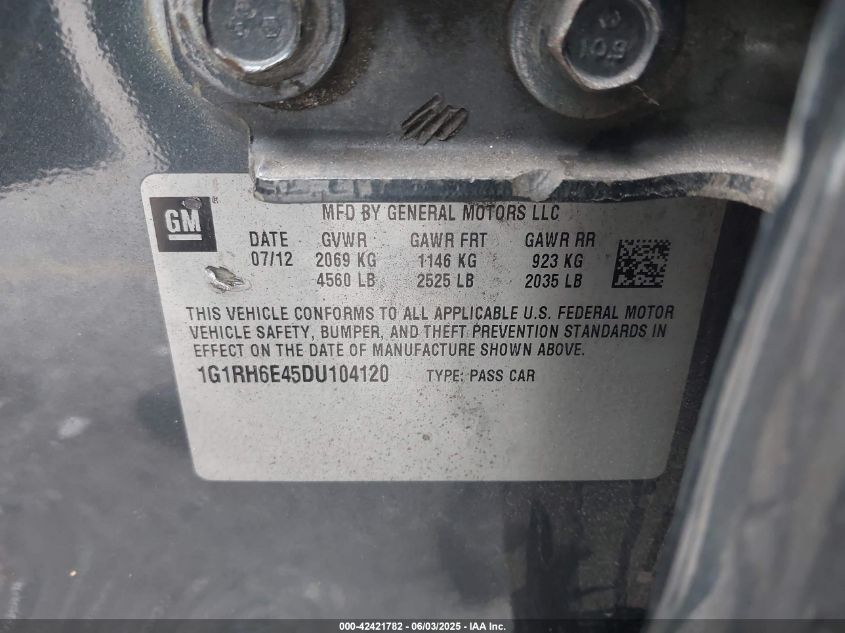 GM ®
MFD BY GENERAL MOTORS LLC
DATE GVWR GAWR FRT GAWR RR
07/12 2069 KG 1146 KG 923 KG
4560 LB 2525 LB 2035 LB
THIS VEHICLE CONFORMS TO ALL APPLICABLE U.S. FEDERAL MOTOR
VEHICLE SAFETY, BUMPER, AND THEFT PREVENTION STANDARDS IN
EFFECT ON THE DATE OF MANUFACTURE SHOWN ABOVE.
1G1RH6E45DU104120 TYPE: PASS CAR
000-42421782 - 06/03/2025 - IAA Inc.